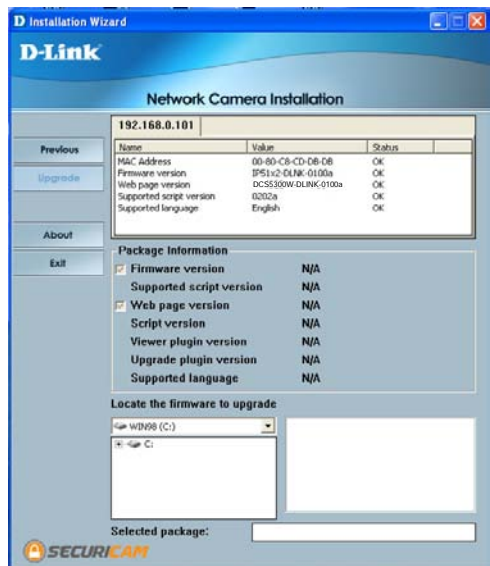 D Installation Wizard
D-Link
Network Camera Installation
192.168.0.101
Previous
Upgrade
About
Exit
Name Value Status
MAC Address 00-80-C8-CD-DB-DB OK
Firmware version IP51x2-DLNK-0100a OK
Web page version DCS5300W-DLINK-0100a OK
Supported script version 0202a OK
Supported language English OK
Package Information
Firmware version N/A
Supported script version N/A
Web page version N/A
Script version N/A
Viewer plugin version N/A
Upgrade plugin version N/A
Supported language N/A
Locate the firmware to upgrade
WIN98 (C:)
C:
Selected package:
SECURICAM